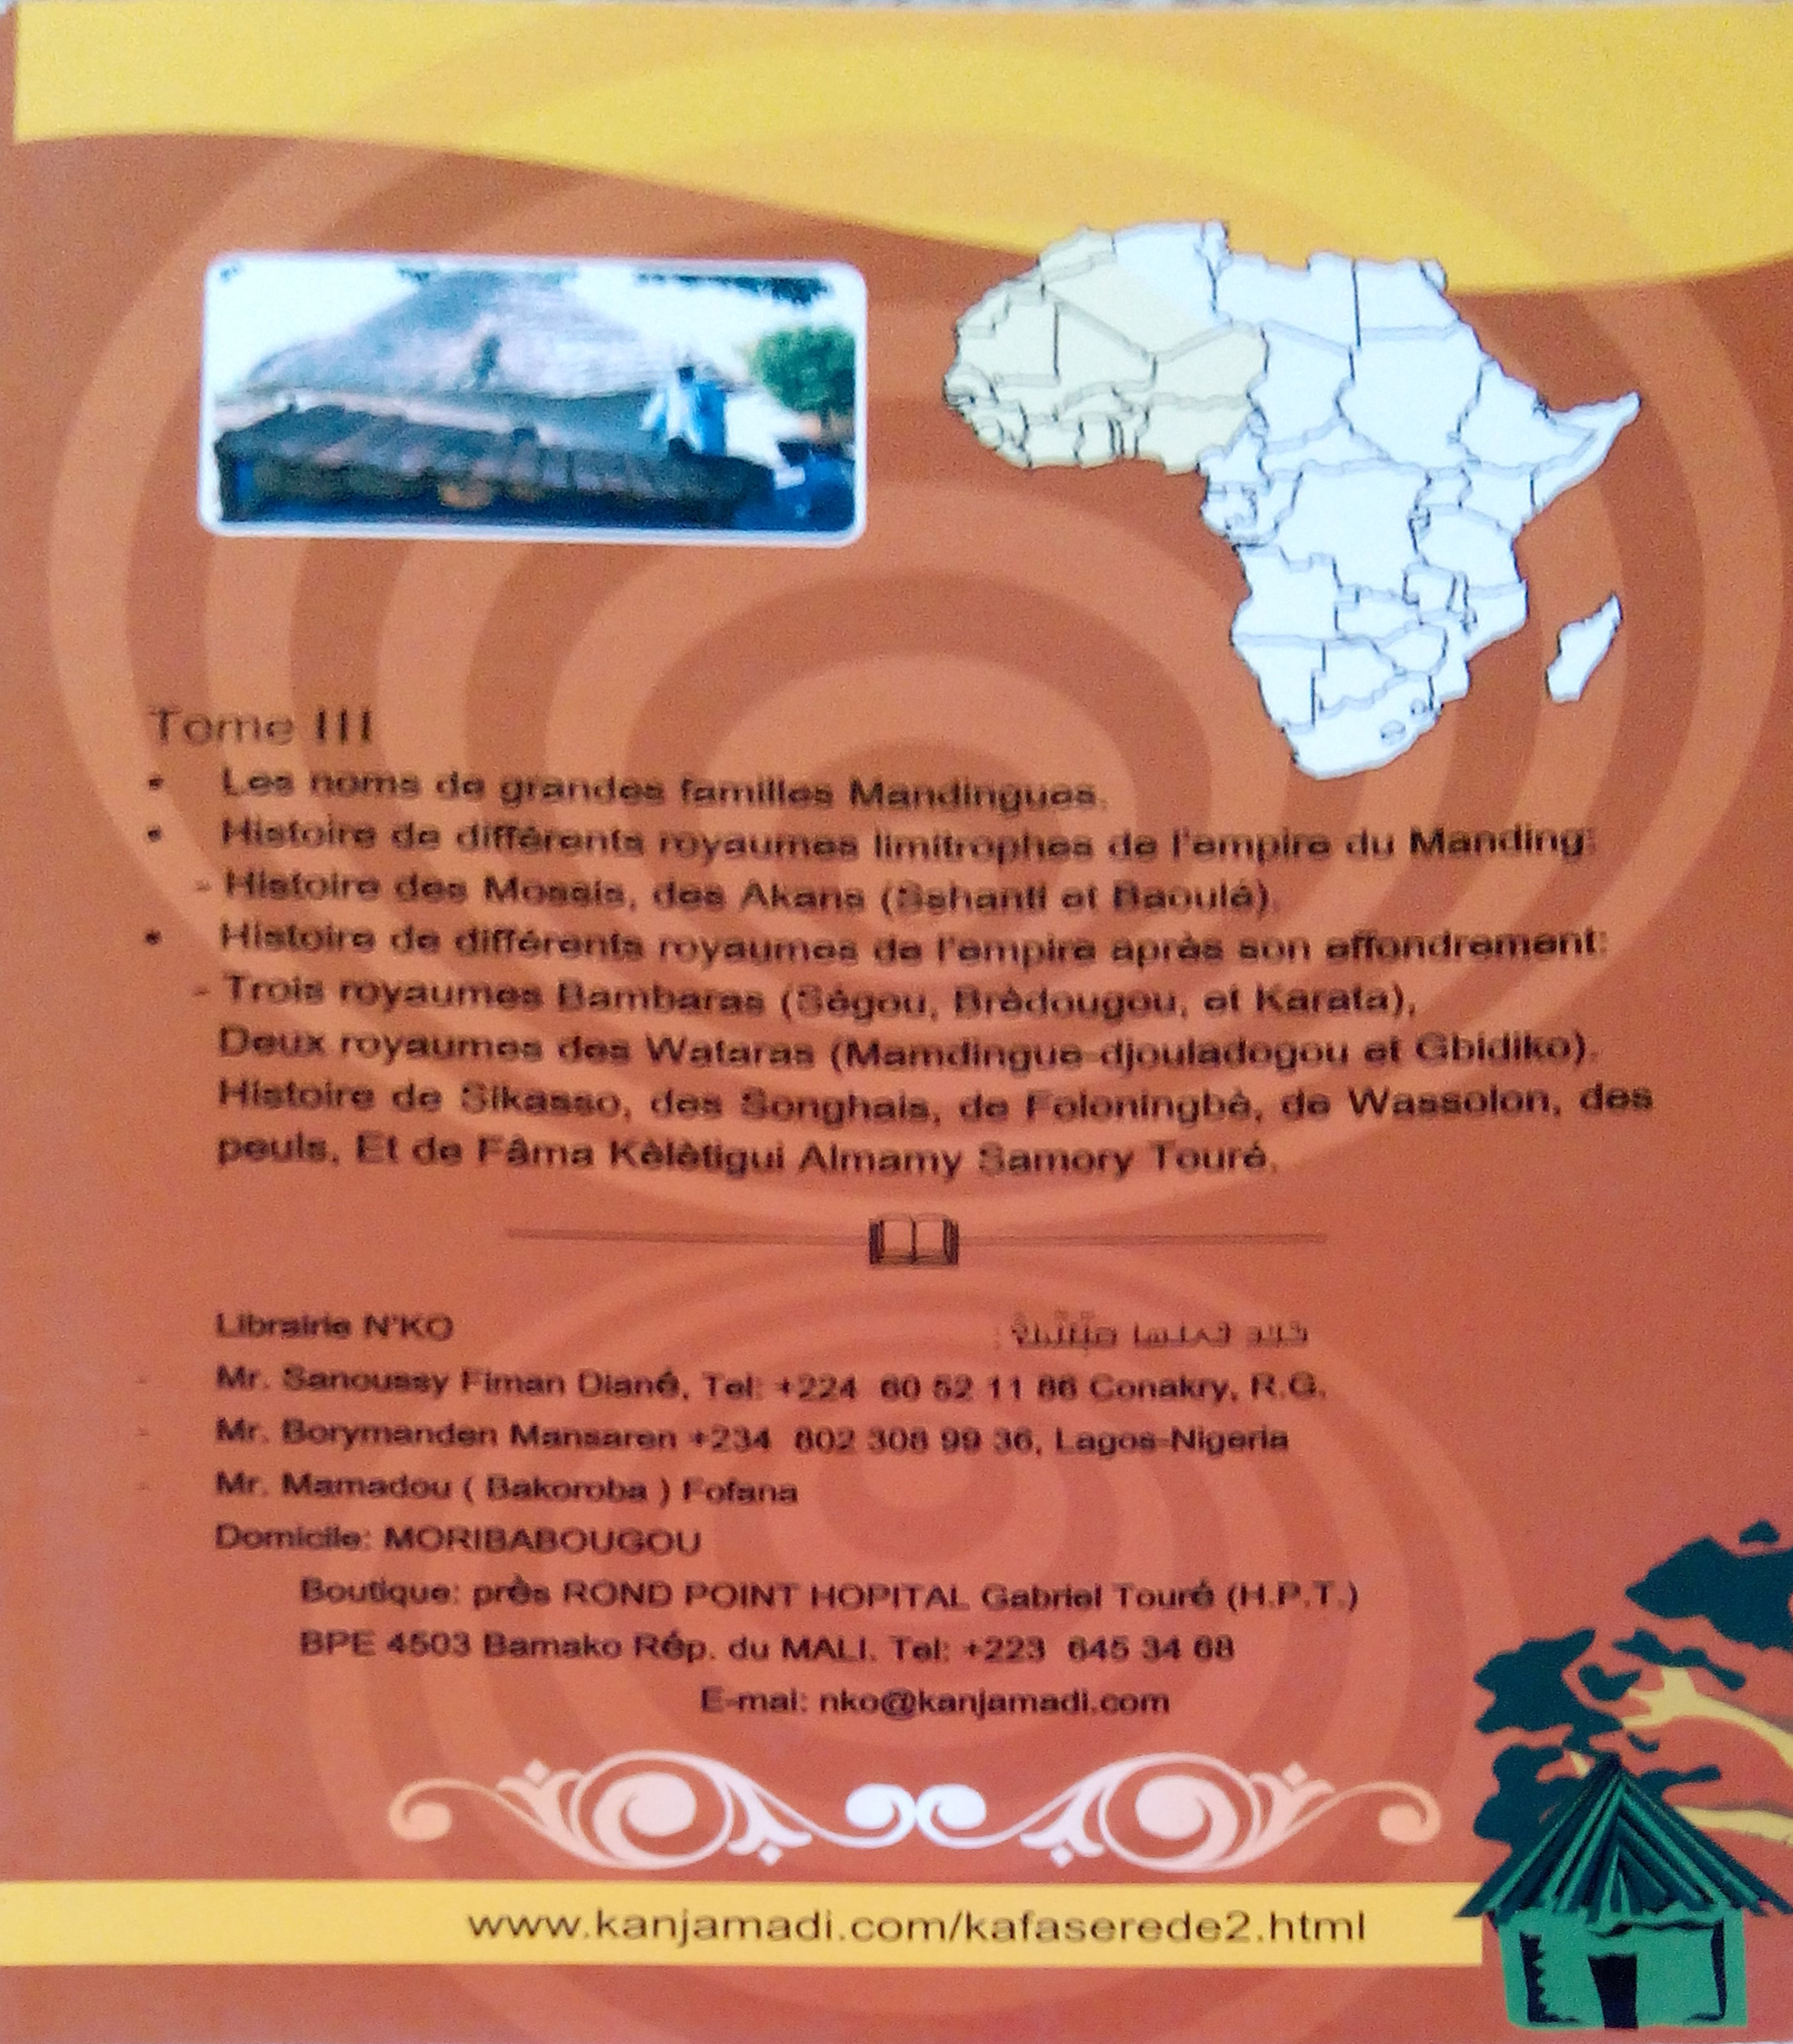 Tome III
• Les noms de grandes familles Mandingues.
• Histoire de différents royaumes limitrophes de l'empire du Manding:
- Histoire des Mossis, des Akans (Sshanti et Baoulé).
• Histoire de différents royaumes de l'empire après son effondrement:
- Trois royaumes Bambaras (Ségou, Brèdougou, et Karata),
Deux royaumes des Wataras (Mamdingue-djouladogou et Gbidiko).
Histoire de Sikasso, des Songhais, de Foloningbè, de Wassolon, des
peuls, Et de Fâma Kèlètigui Almamy Samory Touré.
Librairie N'KO
- Mr. Sanoussy Fiman Diané, Tel: +224 60 52 11 86 Conakry, R.G.
- Mr. Borymanden Mansaren +234 802 308 99 36, Lagos-Nigeria
- Mr. Mamadou ( Bakoroba ) Fofana
Domicile: MORIBABOUGOU
Boutique: près ROND POINT HOPITAL Gabriel Touré (H.P.T.)
BPE 4503 Bamako Rép. du MALI. Tel: +223 645 34 68
E-mai: nko@kanjamadi.com
www.kanjamadi.com/kafaserede2.html